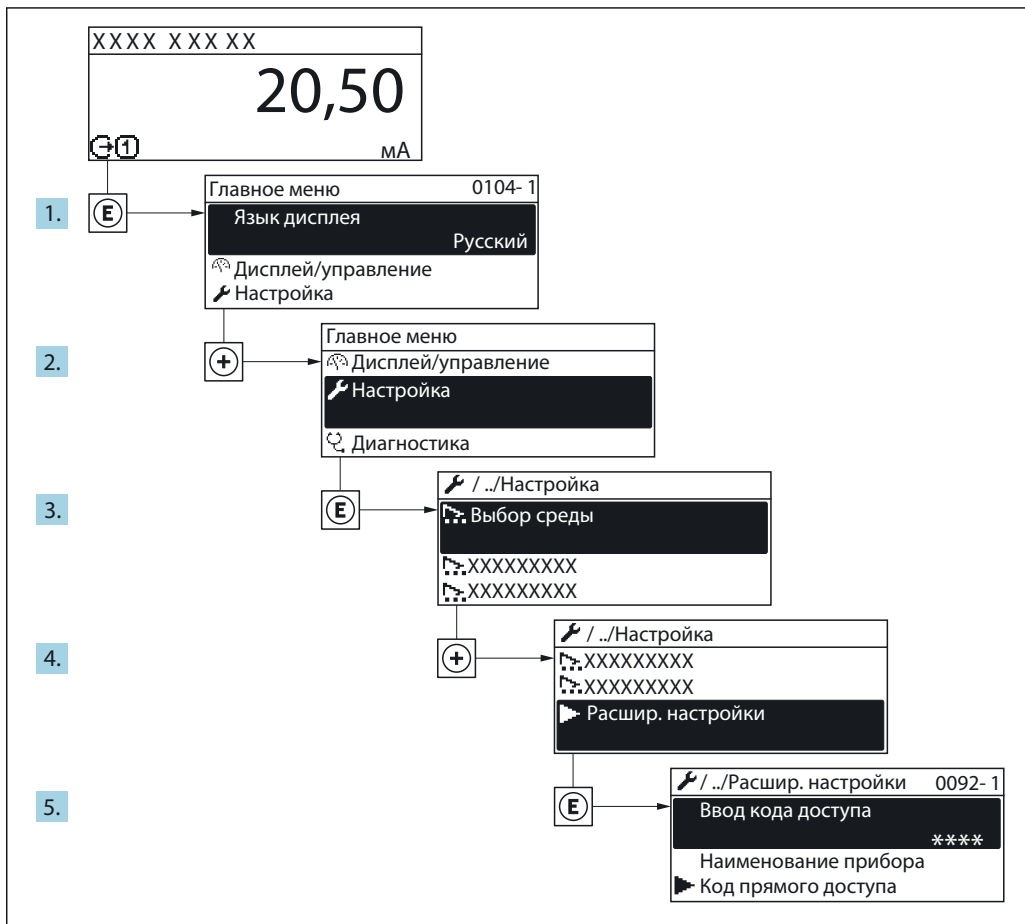 XXXX XXX XX
20,50
мА
1.
E
Главное меню 0104-1
Язык дисплея
Русский
Дисплей/управление
Настройка
2.
+
Главное меню
Дисплей/управление
Настройка
Диагностика
3.
E
/ ../Настройка
Выбор среды
XXXXXXXXX
XXXXXXXXX
4.
+
/ ../Настройка
XXXXXXXXX
XXXXXXXXX
Расшир. настройки
5.
E
/ ../Расшир. настройки 0092-1
Ввод кода доступа
****
Наименование прибора
Код прямого доступа